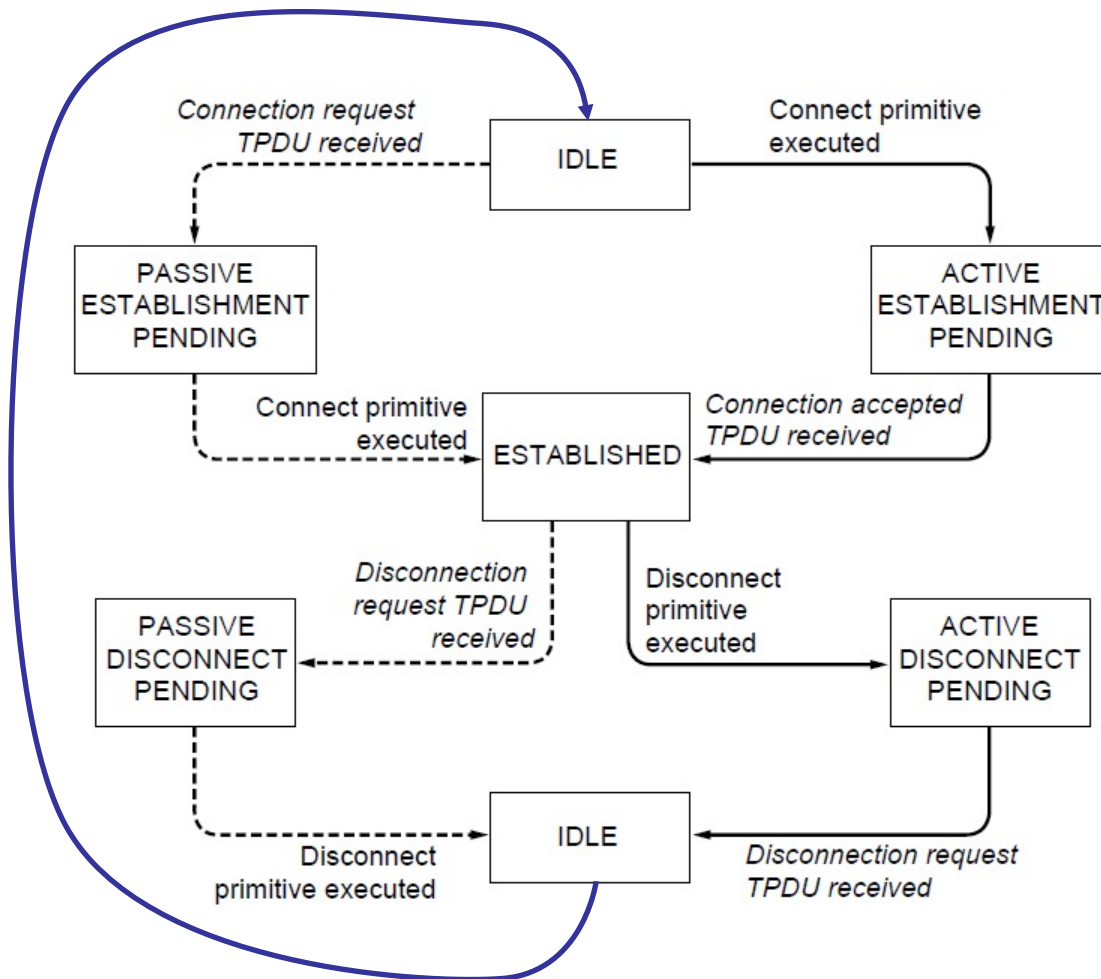 Connection request
TPDU received
IDLE
Connect primitive
executed
PASSIVE
ESTABLISHMENT
PENDING
ACTIVE
ESTABLISHMENT
PENDING
Connect primitive
executed
ESTABLISHED
Connection accepted
TPDU received
Disconnection
request TPDU
received
Disconnect
primitive
executed
PASSIVE
DISCONNECT
PENDING
ACTIVE
DISCONNECT
PENDING
Disconnect
primitive executed
IDLE
Disconnection request
TPDU received